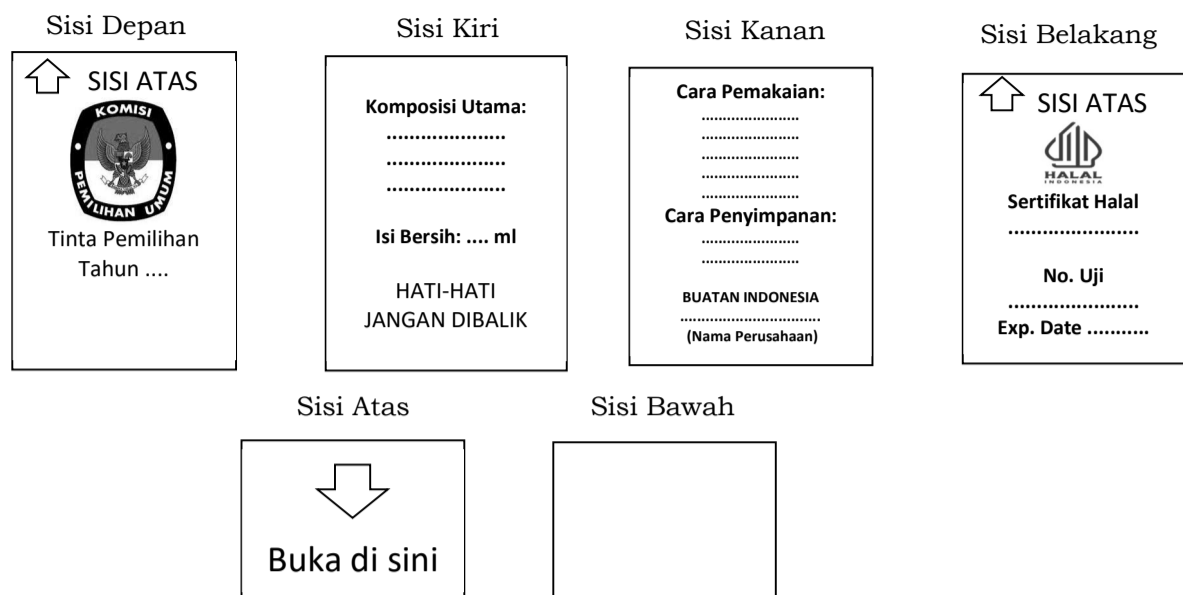 Sisi Depan
SISI ATAS
KOMISI
PEMILIHAN UMUM
Tinta Pemilihan
Tahun ....
Sisi Kiri
Komposisi Utama:
.....................
.....................
.....................
Isi Bersih: .... ml
HATI-HATI
JANGAN DIBALIK
Sisi Kanan
Cara Pemakaian:
.......................
.......................
.......................
.......................
.......................
Cara Penyimpanan:
.......................
.......................
BUATAN INDONESIA
.................................
(Nama Perusahaan)
Sisi Belakang
SISI ATAS
HALAL
INDONESIA
Sertifikat Halal
.......................
No. Uji
.......................
Exp. Date ...........
Sisi Atas
Buka di sini
Sisi Bawah